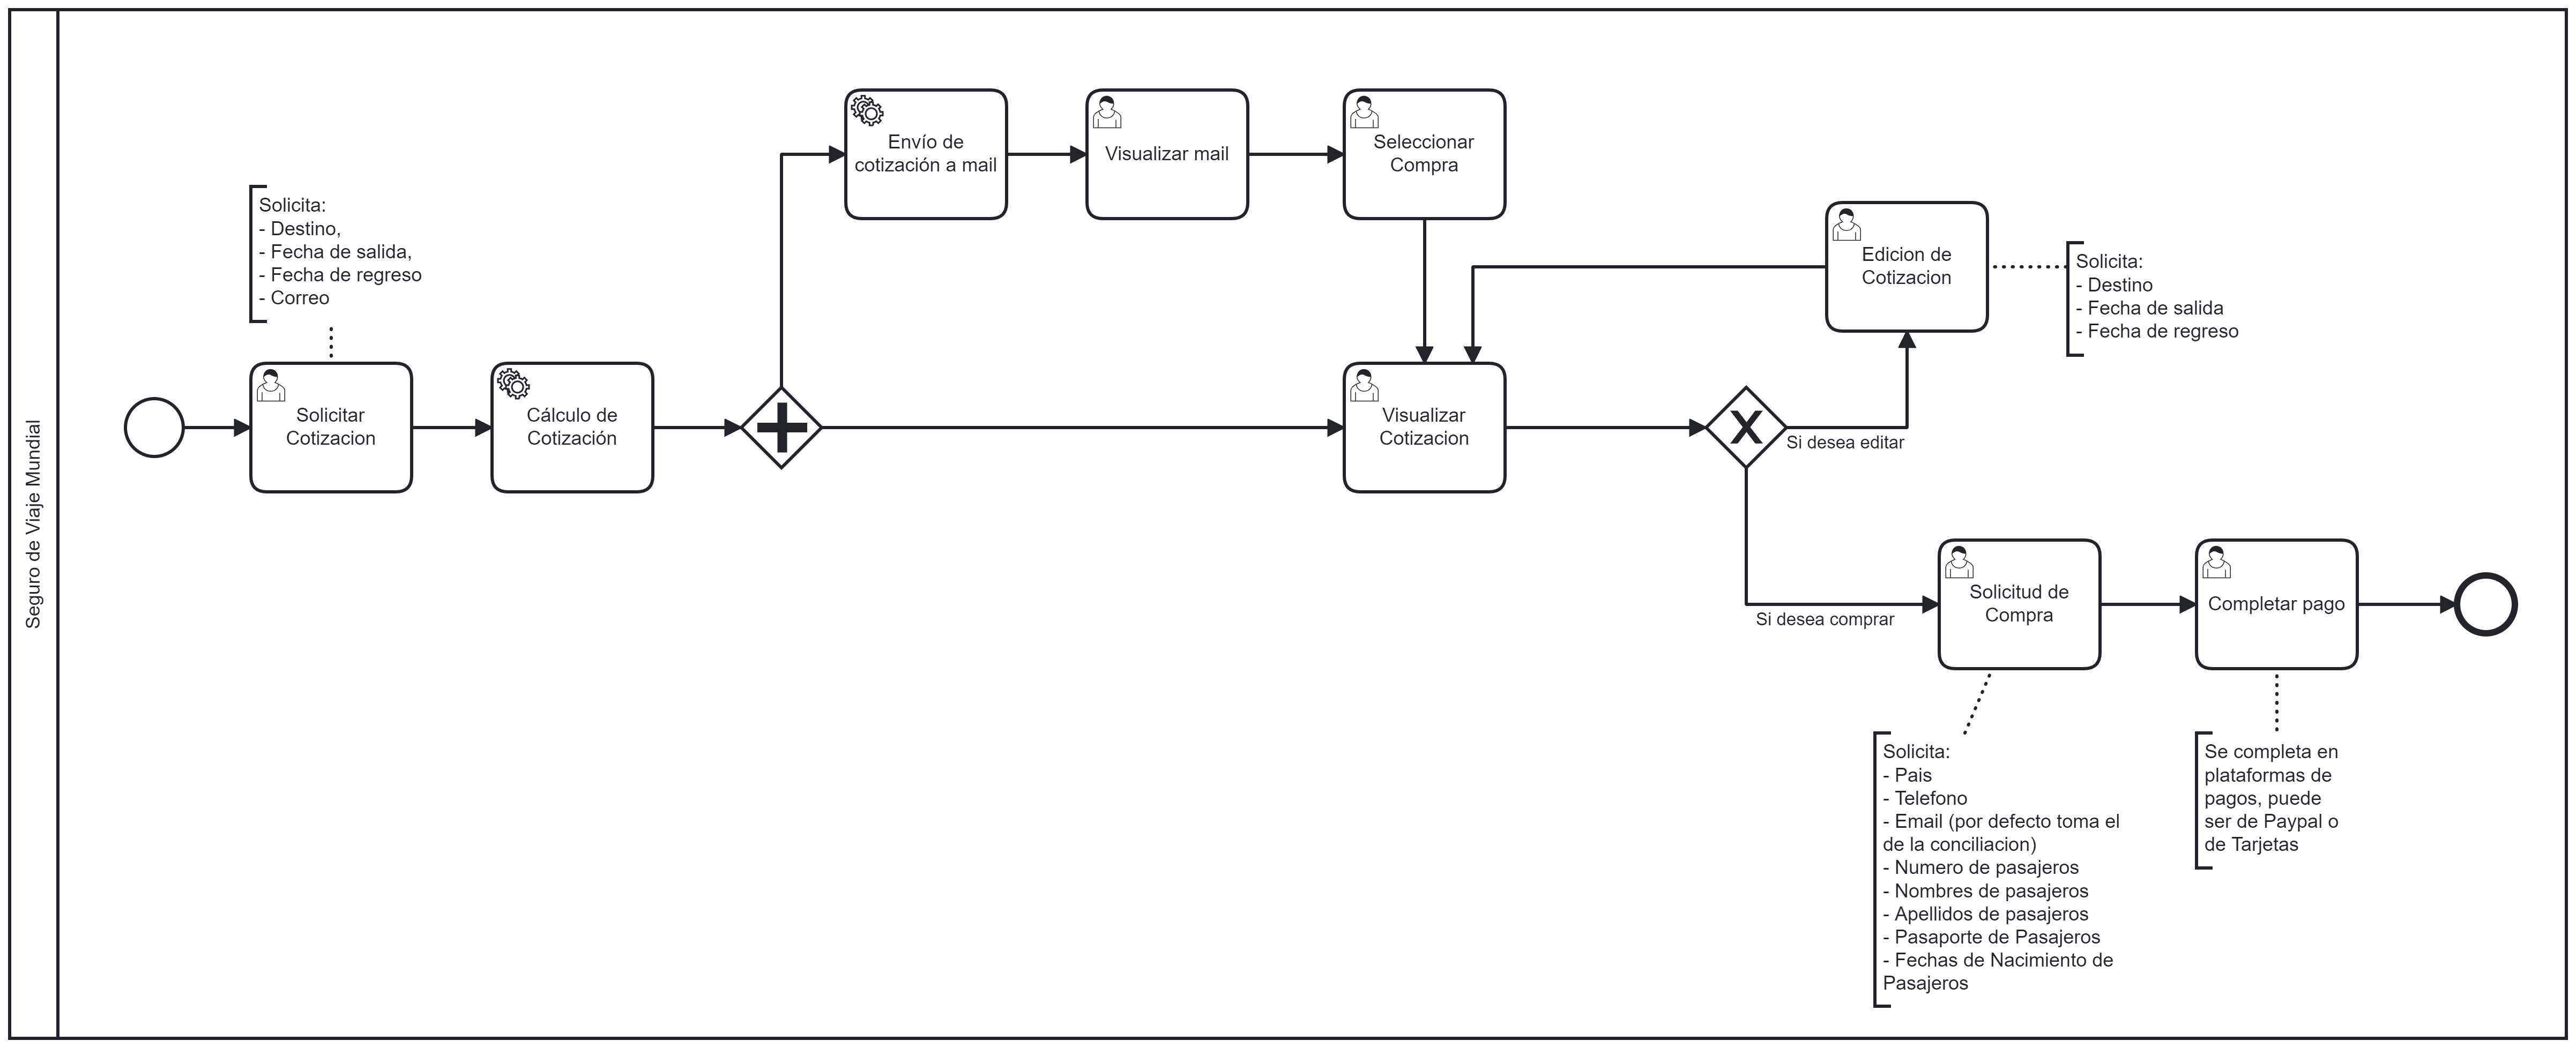 Seguro de Viaje Mundial
Solicita:
- Destino,
- Fecha de salida,
- Fecha de regreso
- Correo
Solicitar
Cotizacion
Cálculo de
Cotización
Envío de
cotización a mail
Visualizar mail
Seleccionar
Compra
Visualizar
Cotizacion
Edicion de
Cotizacion
Solicita:
- Destino
- Fecha de salida
- Fecha de regreso
Si desea editar
Si desea comprar
Solicitud de
Compra
Completar pago
Solicita:
- Pais
- Telefono
- Email (por defecto toma el
de la conciliacion)
- Numero de pasajeros
- Nombres de pasajeros
- Apellidos de pasajeros
- Pasaporte de Pasajeros
- Fechas de Nacimiento de
Pasajeros
Se completa en
plataformas de
pagos, puede
ser de Paypal o
de Tarjetas